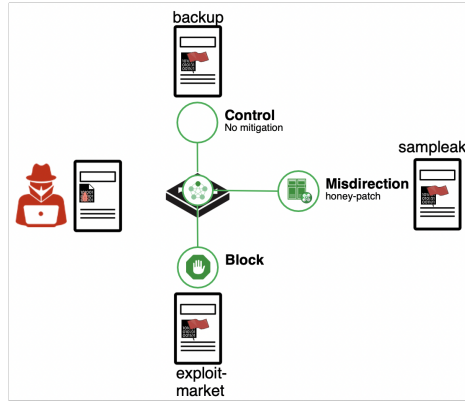 backup
Control
No mitigation
sampleak
Misdirection
honey-patch
Block
exploit-
market